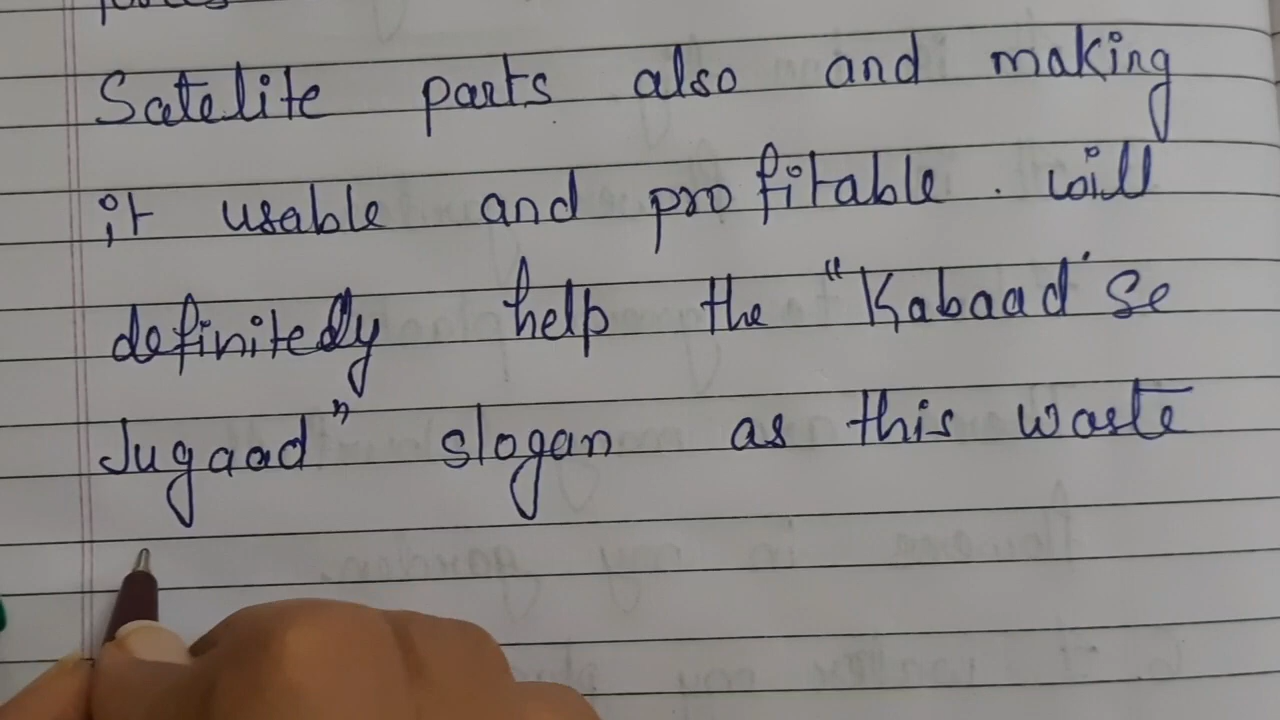 Satelite parts also and making
it usable and profitable. will
definitedly help the "Kabaad se
Jugaad" slogan as this waste